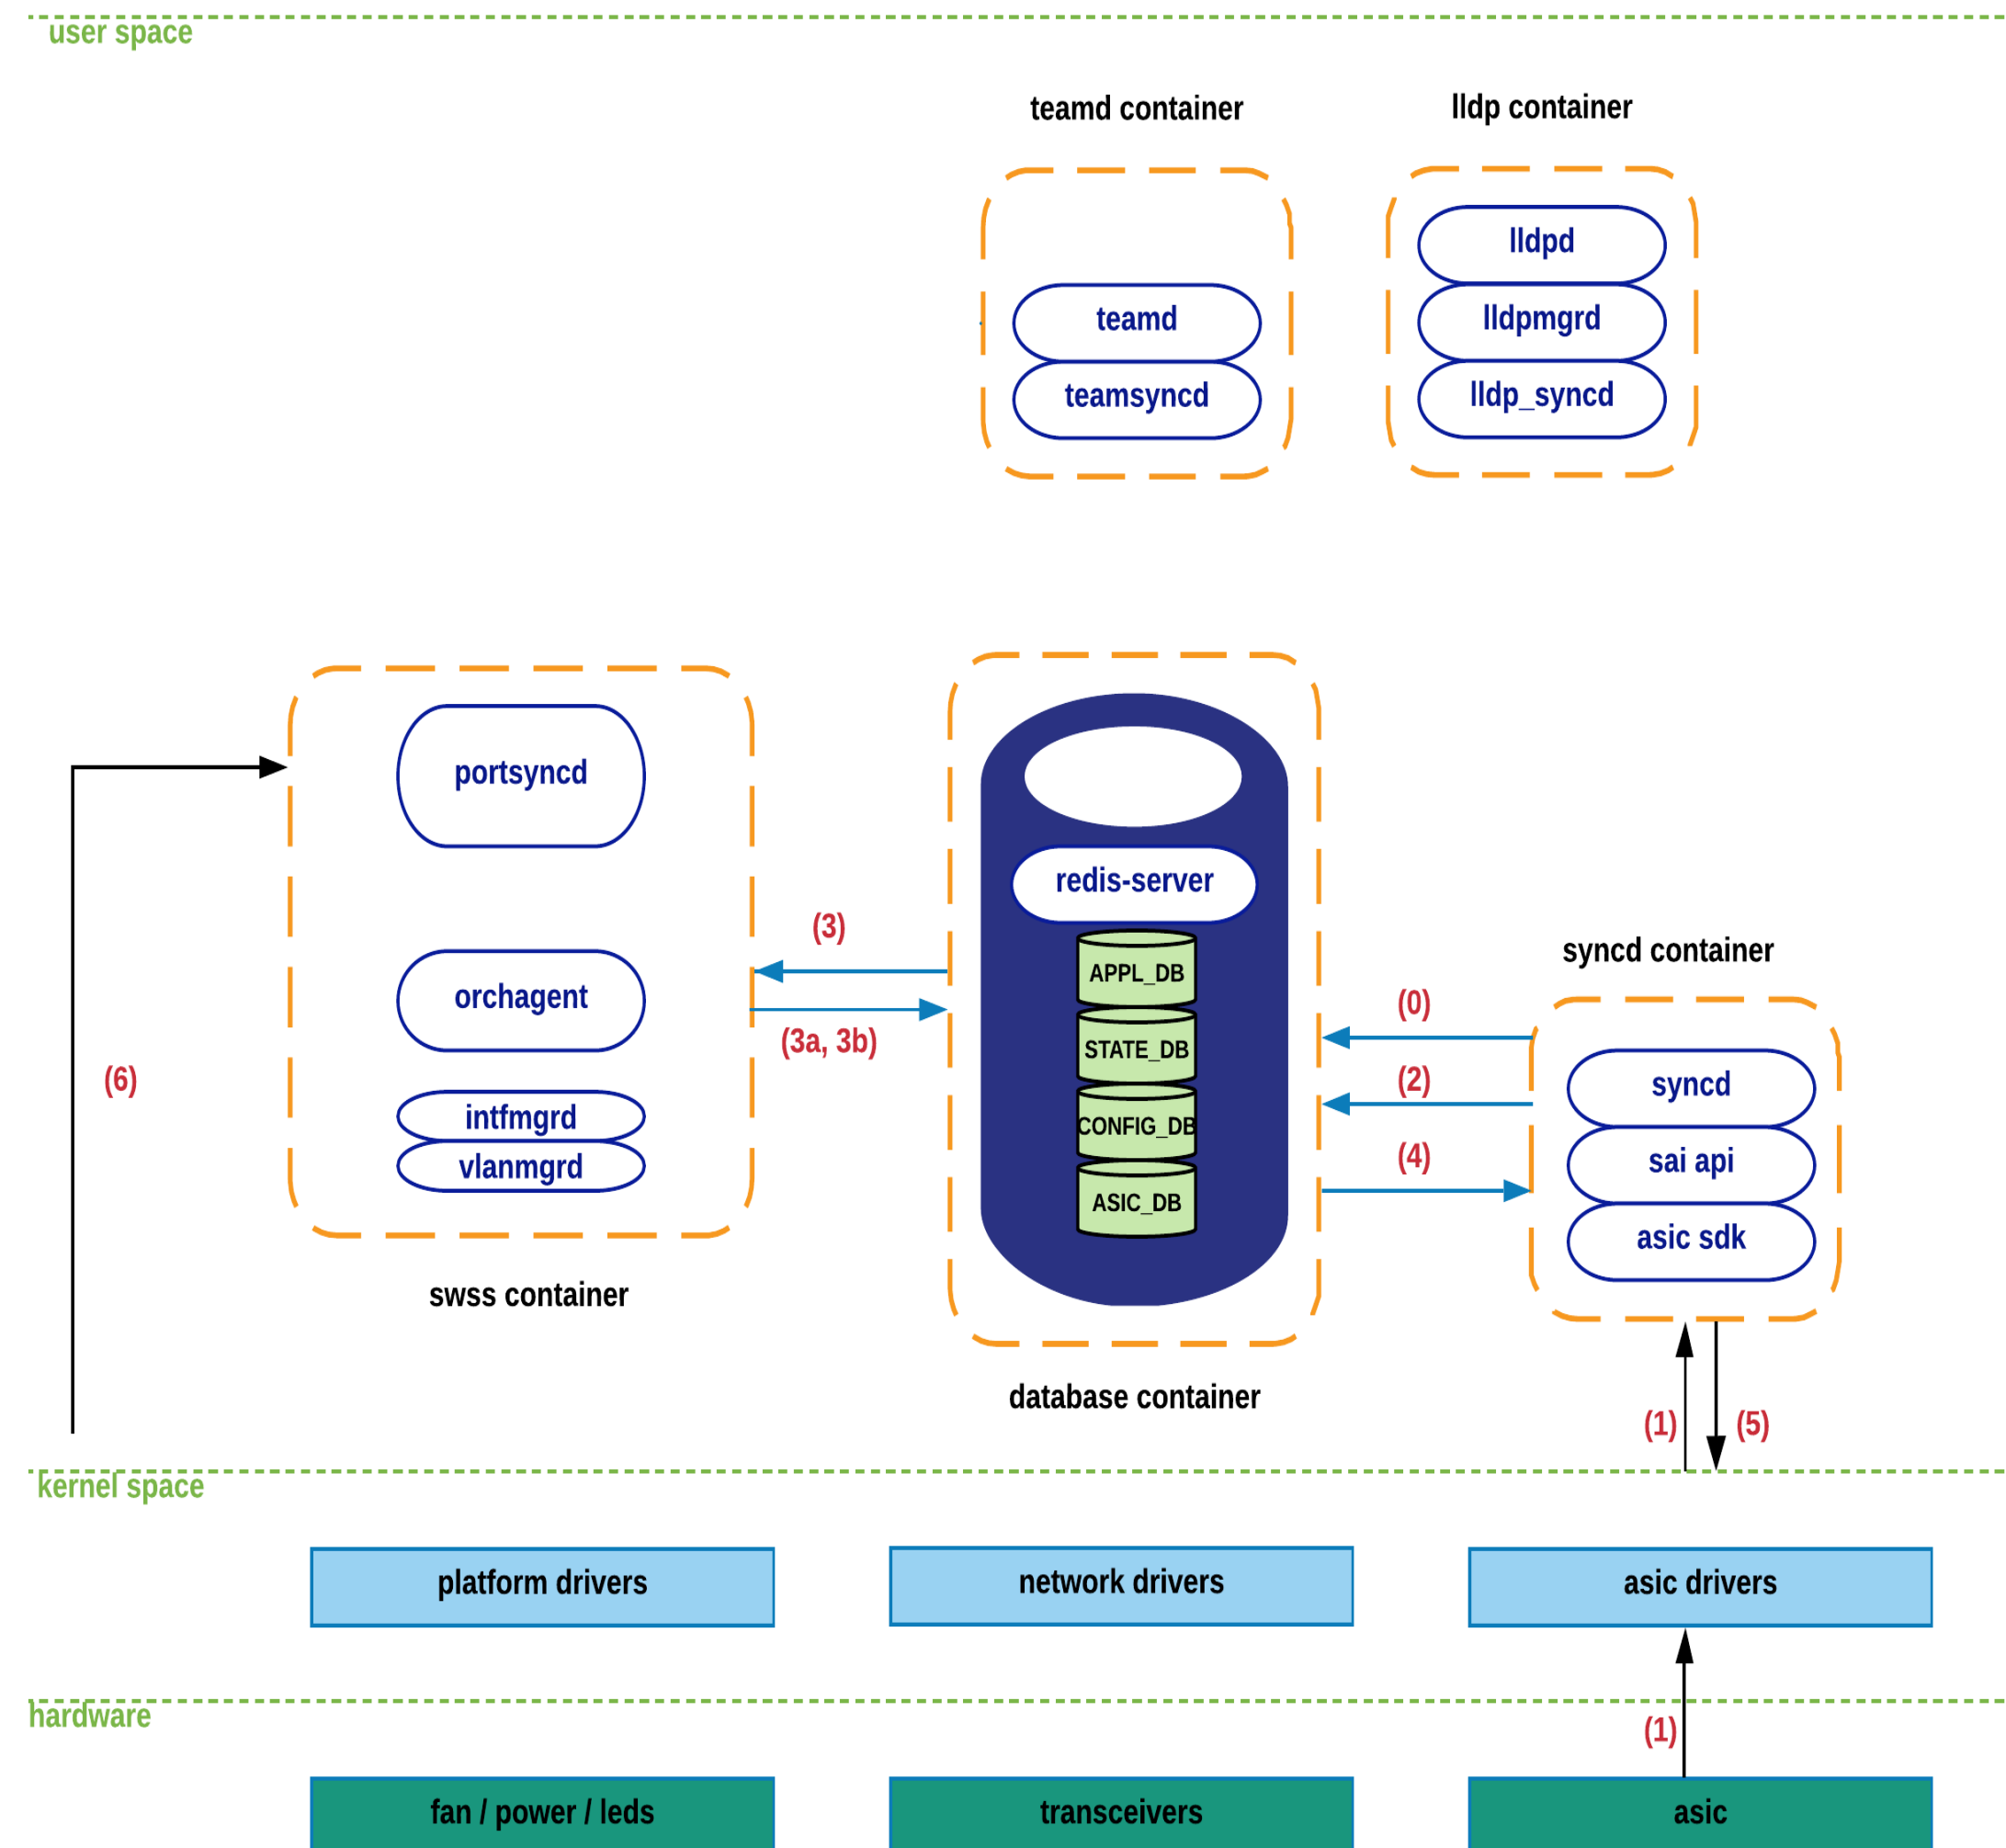 user space
teamd container
lldp container
lldpd
teamd
lldpmgrd
teamsyncd
lldp_syncd
portsyncd
redis-server
(3)
syncd container
APPL_DB
orchagent
(0)
(3a, 3b)
STATE_DB
(6)
(2)
syncd
intfmgrd
CONFIG_DB
(4)
sai api
vlanmgrd
ASIC_DB
asic sdk
swss container
database container
(1)
(5)
kernel space
platform drivers
network drivers
asic drivers
hardware
(1)
fan / power / leds
transceivers
asic